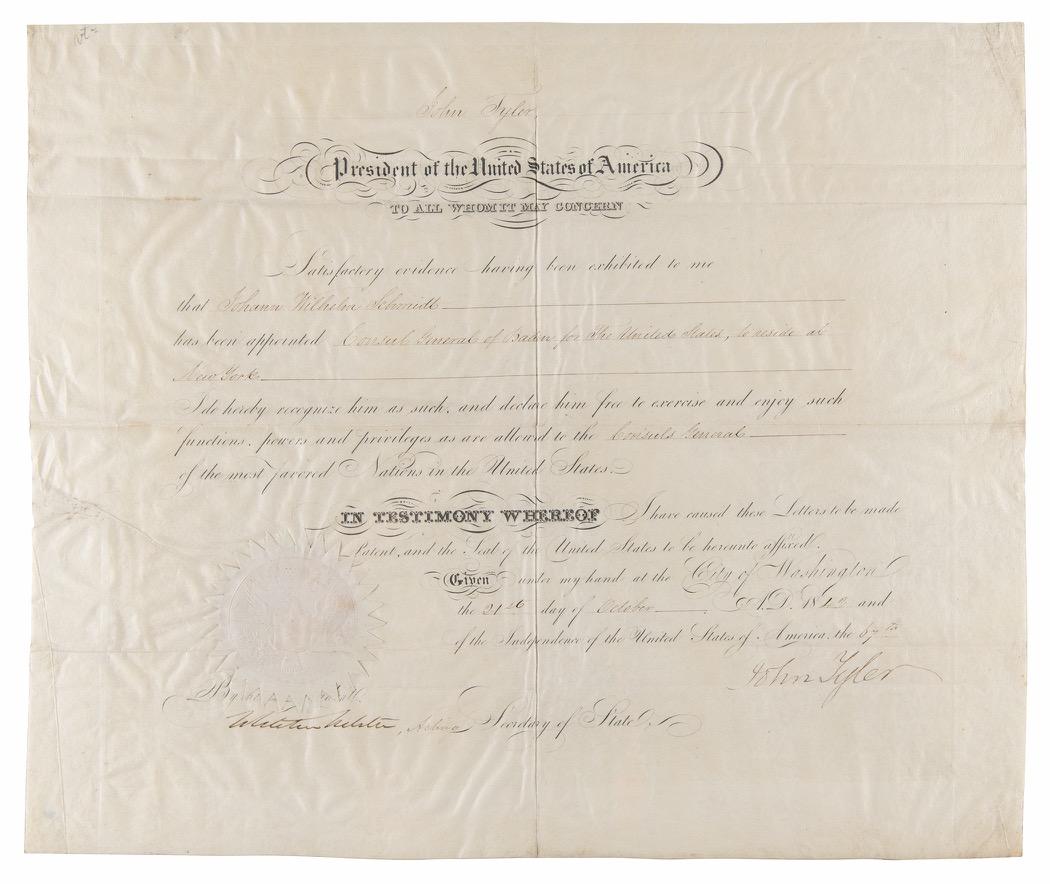 John Tyler,
President of the United States of America
TO ALL WHOM IT MAY CONCERN
Satisfactory evidence having been exhibited to me
that Johann Wilhelm Schmidt
has been appointed Consul General of Baden for The United States, to reside at
New York
I do hereby recognize him as such, and declare him free to exercise and enjoy such
functions, powers and privileges as are allowed to the Consuls General
of the most favored Nations in the United States.
IN TESTIMONY WHEREOF I have caused these Letters to be made
Patent, and the Seal of the United States to be hereunto affixed.
Given under my hand at the City of Washington
the 21st day of October A.D. 1842 and
of the Independence of the United States of America, the 67th
John Tyler
By the President
Webster, Acting Secretary of State.